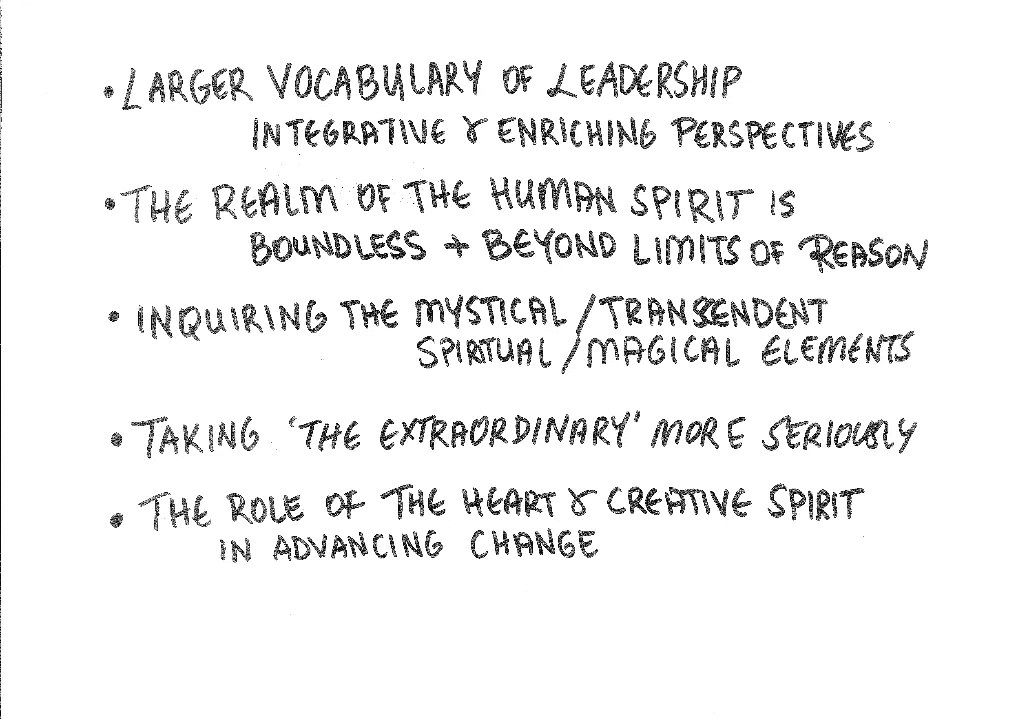 • LARGER VOCABULARY OF LEADERSHIP
INTEGRATIVE & ENRICHING PERSPECTIVES
• THE REALM OF THE HUMAN SPIRIT IS
BOUNDLESS + BEYOND LIMITS OF REASON
• INQUIRING THE MYSTICAL / TRANSCENDENT
SPIRTUAL / MAGICAL ELEMENTS
• TAKING 'THE EXTRAORDINARY' MORE SERIOUSLY
• THE ROLE OF THE HEART & CREATIVE SPIRIT
IN ADVANCING CHANGE